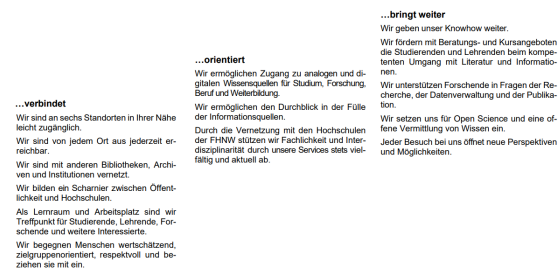 …verbindet
Wir sind an sechs Standorten in Ihrer Nähe
leicht zugänglich.
Wir sind von jedem Ort aus jederzeit er-
reichbar.
Wir sind mit anderen Bibliotheken, Archi-
ven und Institutionen vernetzt.
Wir bilden ein Scharnier zwischen Öffent-
lichkeit und Hochschulen.
Als Lernraum und Arbeitsplatz sind wir
Treffpunkt für Studierende, Lehrende, For-
schende und weitere Interessierte.
Wir begegnen Menschen wertschätzend,
zielgruppenorientiert, respektvoll und be-
ziehen sie mit ein.
…orientiert
Wir ermöglichen Zugang zu analogen und di-
gitalen Wissensquellen für Studium, Forschung,
Beruf und Weiterbildung.
Wir ermöglichen den Durchblick in der Fülle
der Informationsquellen.
Durch die Vernetzung mit den Hochschulen
der FHNW stützen wir Fachlichkeit und Inter-
disziplinarität durch unsere Services stets viel-
fältig und aktuell ab.
…bringt weiter
Wir geben unser Knowhow weiter.
Wir fördern mit Beratungs- und Kursangeboten
die Studierenden und Lehrenden beim kompe-
tenten Umgang mit Literatur und Informatio-
nen.
Wir unterstützen Forschende in Fragen der Re-
cherche, der Datenverwaltung und der Publika-
tion.
Wir setzen uns für Open Science und eine of-
fene Vermittlung von Wissen ein.
Jeder Besuch bei uns öffnet neue Perspektiven
und Möglichkeiten.